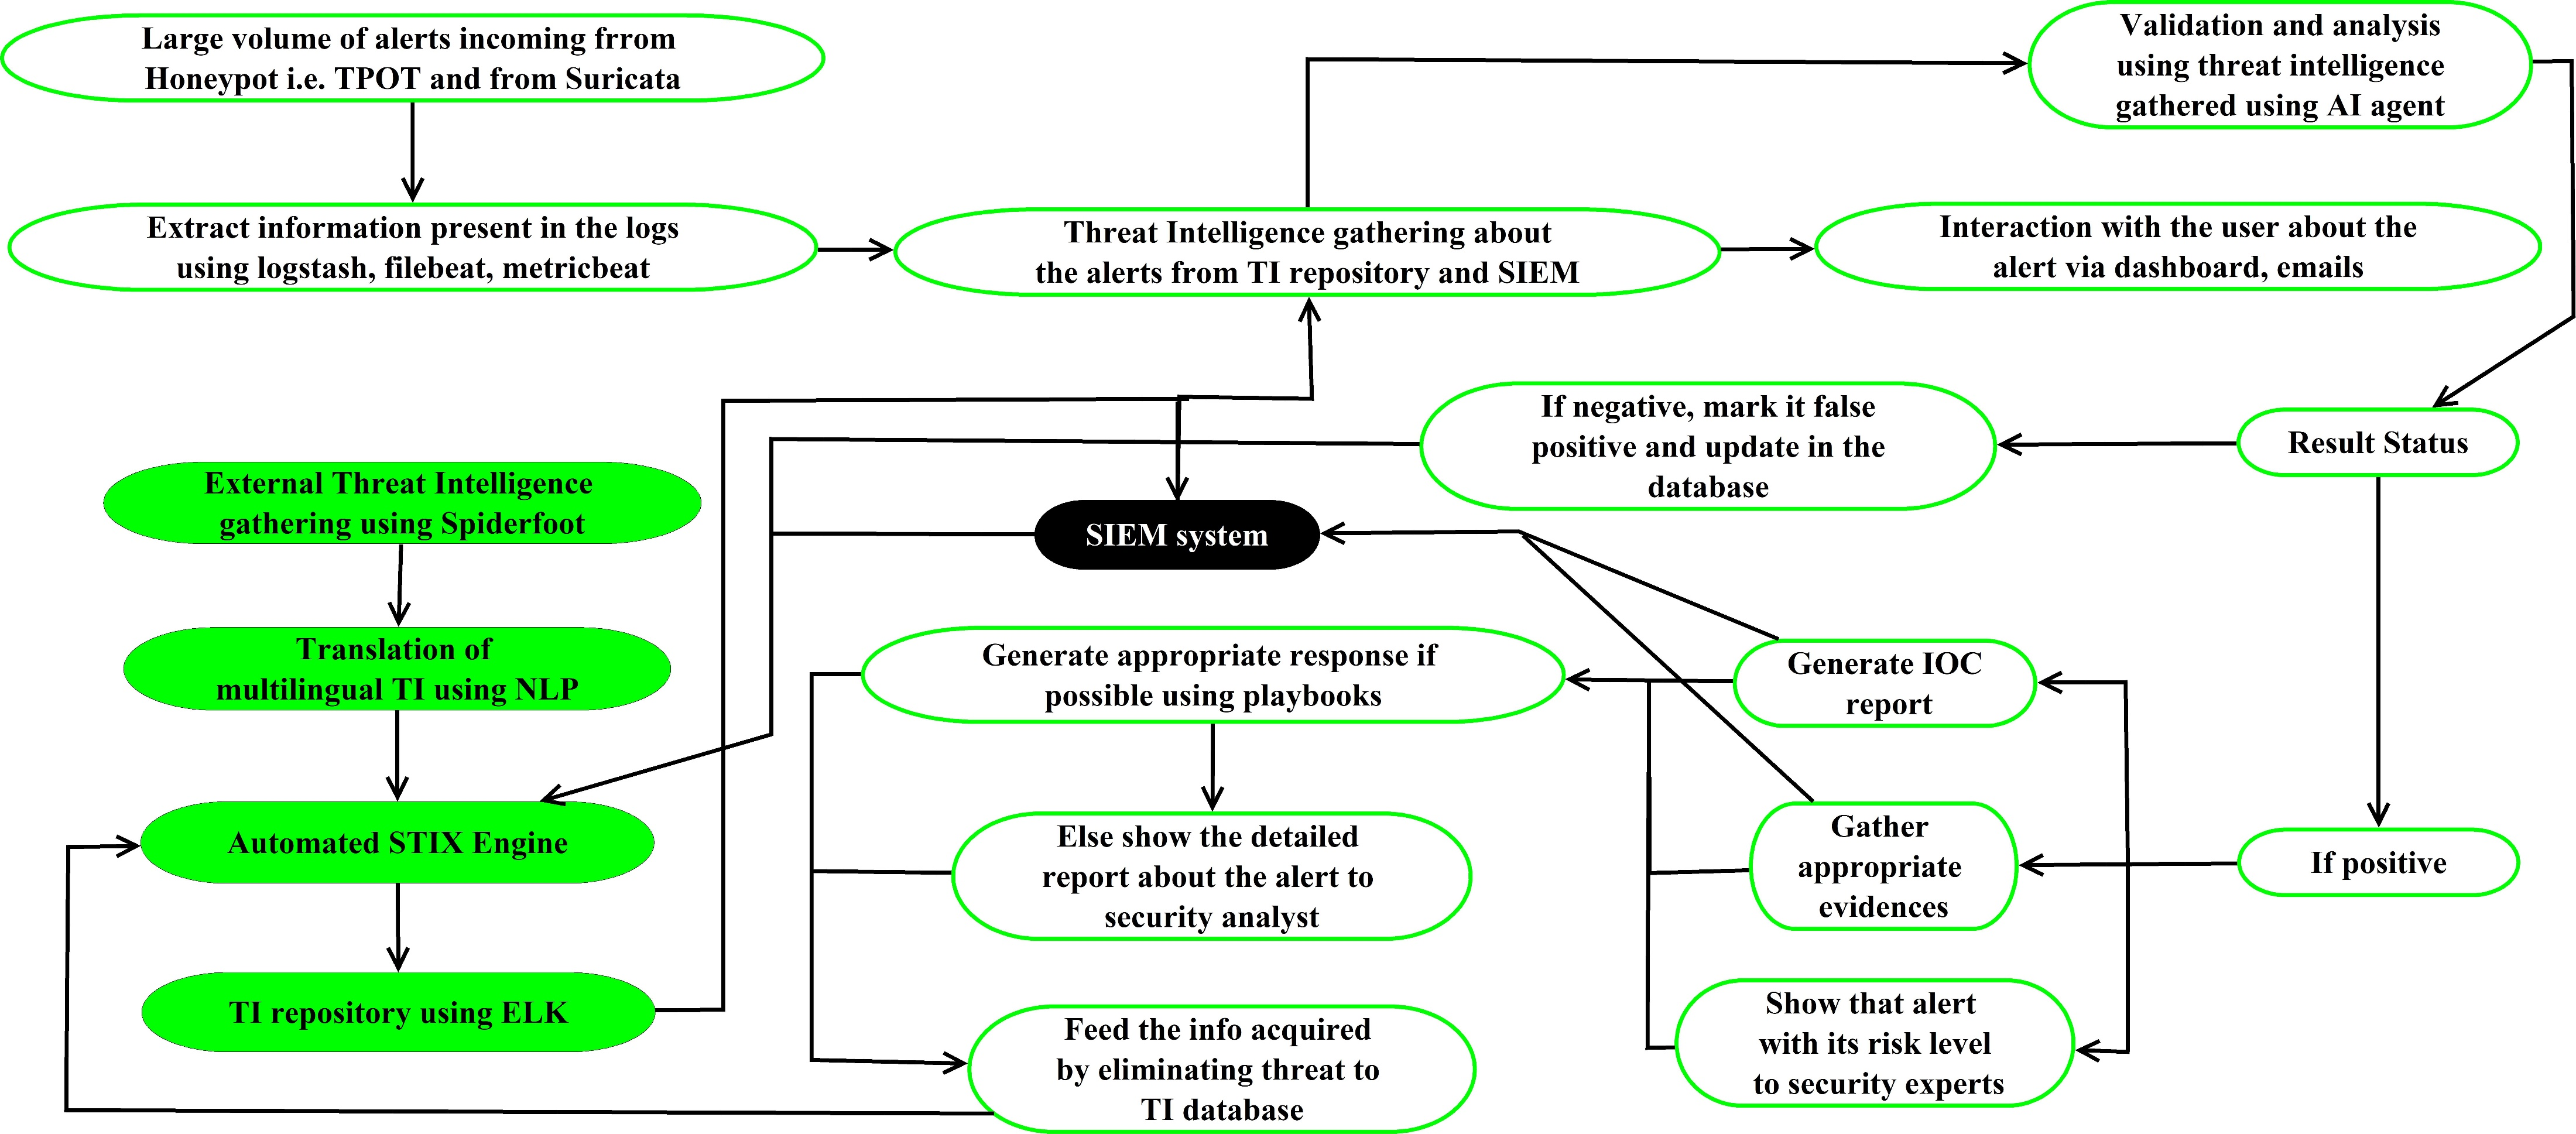 Large volume of alerts incoming frrom
Honeypot i.e. TPOT and from Suricata
Validation and analysis
using threat intelligence
gathered using AI agent
Extract information present in the logs
using logstash, filebeat, metricbeat
Threat Intelligence gathering about
the alerts from TI repository and SIEM
Interaction with the user about the
alert via dashboard, emails
If negative, mark it false
positive and update in the
database
Result Status
External Threat Intelligence
gathering using Spiderfoot
SIEM system
Translation of
multilingual TI using NLP
Generate appropriate response if
possible using playbooks
Generate IOC
report
Automated STIX Engine
Else show the detailed
report about the alert to
security analyst
Gather
appropriate
evidences
If positive
TI repository using ELK
Feed the info acquired
by eliminating threat to
TI database
Show that alert
with its risk level
to security experts